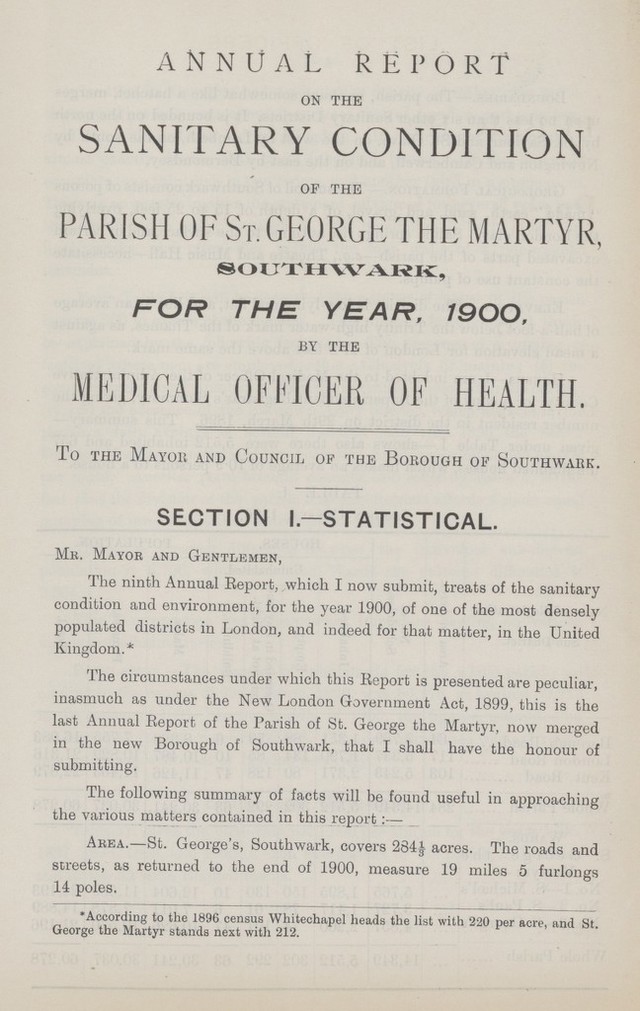 ANNUAL REPORT
ON THE
SANITARY CONDITION
OF THE
PARISH OF ST. GEORGE THE MARTYR,
SOUTHWARK,
FOR THE YEAR, 1900,
BY THE
MEDICAL OFFICER OF HEALTH.
TO THE MAYOR AND COUNCIL OF THE BOROUGH OF SOUTHWARK.
SECTION I.—STATISTICAL.
MR. MAYOR AND GENTLEMEN,
The ninth Annual Report, which I now submit, treats of the sanitary
condition and environment, for the year 1900, of one of the most densely
populated districts in London, and indeed for that matter, in the United
Kingdom.*
The circumstances under which this Report is presented are peculiar,
inasmuch as under the New London Government Act, 1899, this is the
last Annual Report of the Parish of St. George the Martyr, now merged
in the new Borough of Southwark, that I shall have the honour of
submitting.
The following summary of facts will be found useful in approaching
the various matters contained in this report :—
AREA.—St. George's, Southwark, covers 284⅓ acres. The roads and
streets, as returned to the end of 1900, measure 19 miles 5 furlongs
14 poles.
*According to the 1896 census Whitechapel heads the list with 220 per acre, and St.
George the Martyr stands next with 212.